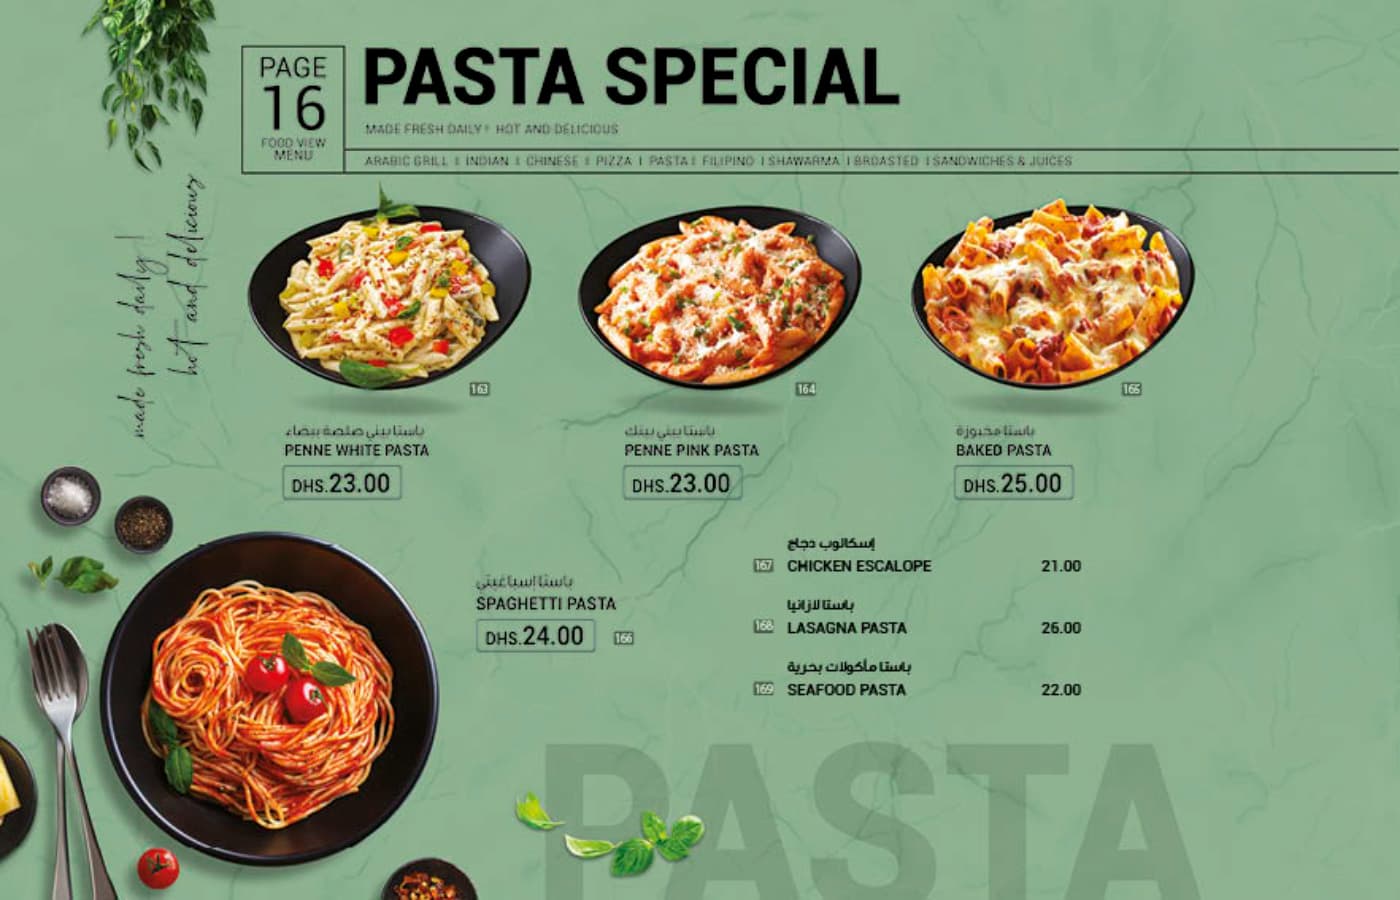 PAGE
16
FOOD VIEW
MENU
PASTA SPECIAL
MADE FRESH DAILY! HOT AND DELICIOUS
ARABIC GRILL I INDIAN I CHINESE I PIZZA I PASTA I FILIPINO I SHAWARMA I BROASTED I SANDWICHES & JUICES
made fresh daily!
hot and delicious
163
باستا بيني صلصة بيضاء
PENNE WHITE PASTA
DHS.23.00
164
باستا بيني بينك
PENNE PINK PASTA
DHS.23.00
165
باستا مخبوزة
BAKED PASTA
DHS.25.00
باستا اسباغيتي
SPAGHETTI PASTA
DHS.24.00 166
إسكالوب دجاج
167 CHICKEN ESCALOPE 21.00
باستا لازانيا
168 LASAGNA PASTA 26.00
باستا مأكولات بحرية
169 SEAFOOD PASTA 22.00
PASTA